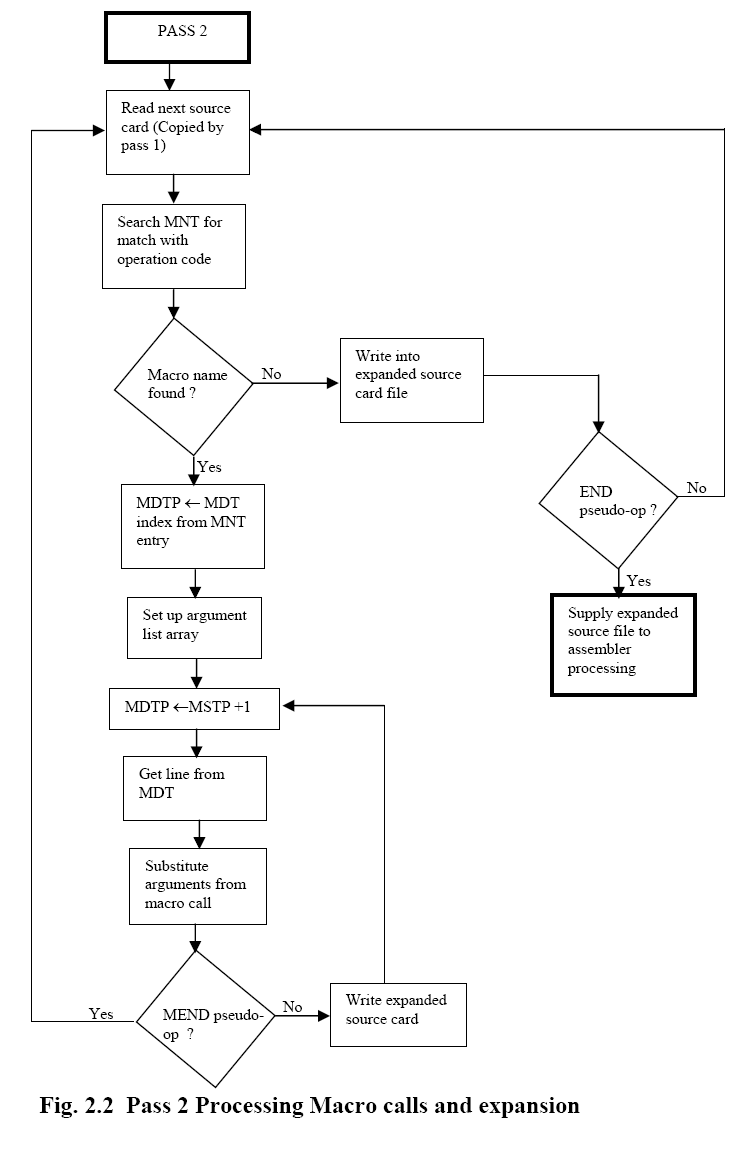 PASS 2
Read next source
card (Copied by
pass 1)
Search MNT for
match with
operation code
Macro name
found ?
No
Write into
expanded source
card file
Yes
END
pseudo-op ?
No
Yes
Supply expanded
source file to
assembler
processing
MDTP ← MDT
index from MNT
entry
Set up argument
list array
MDTP ←MSTP +1
Get line from
MDT
Substitute
arguments from
macro call
MEND pseudo-
op ?
Yes
No
Write expanded
source card
Fig. 2.2 Pass 2 Processing Macro calls and expansion